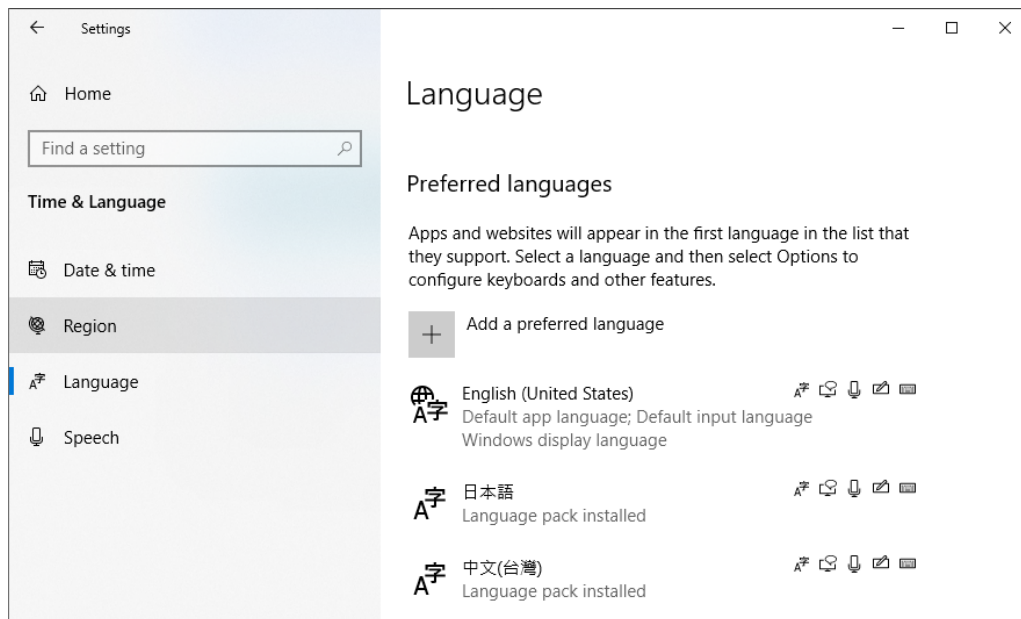 Settings
Home
Find a setting
Time & Language
Date & time
Region
Language
Speech
Language
Preferred languages
Apps and websites will appear in the first language in the list that
they support. Select a language and then select Options to
configure keyboards and other features.
Add a preferred language
English (United States)
Default app language; Default input language
Windows display language
日本語
Language pack installed
中文(台灣)
Language pack installed